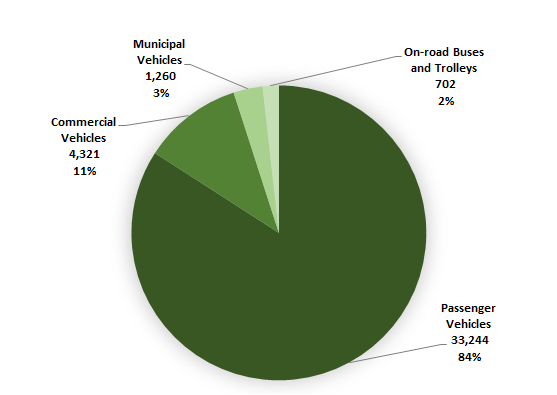 Municipal
Vehicles
1,260
3%
On-road Buses
and Trolleys
702
2%
Commercial
Vehicles
4,321
11%
Passenger
Vehicles
33,244
84%